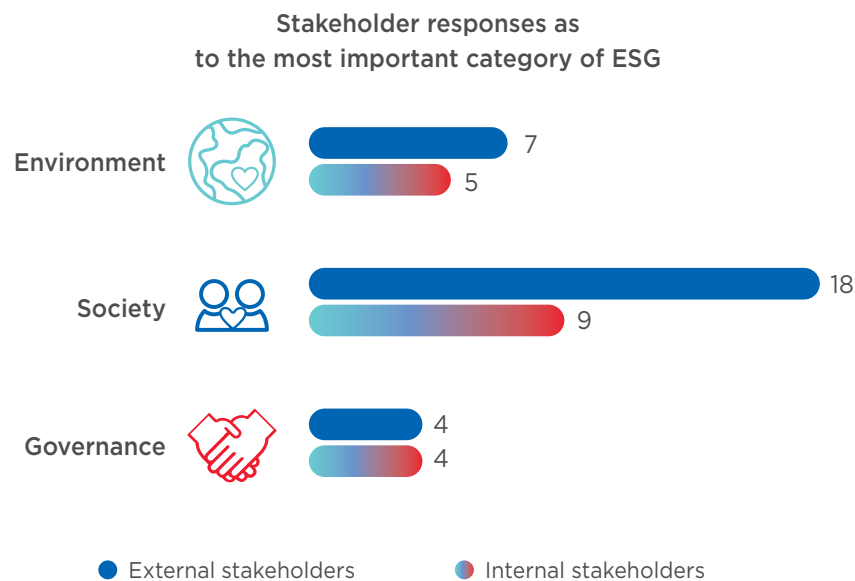 Stakeholder responses as
to the most important category of ESG
Environment
7
5
Society
18
9
Governance
4
4
External stakeholders
Internal stakeholders